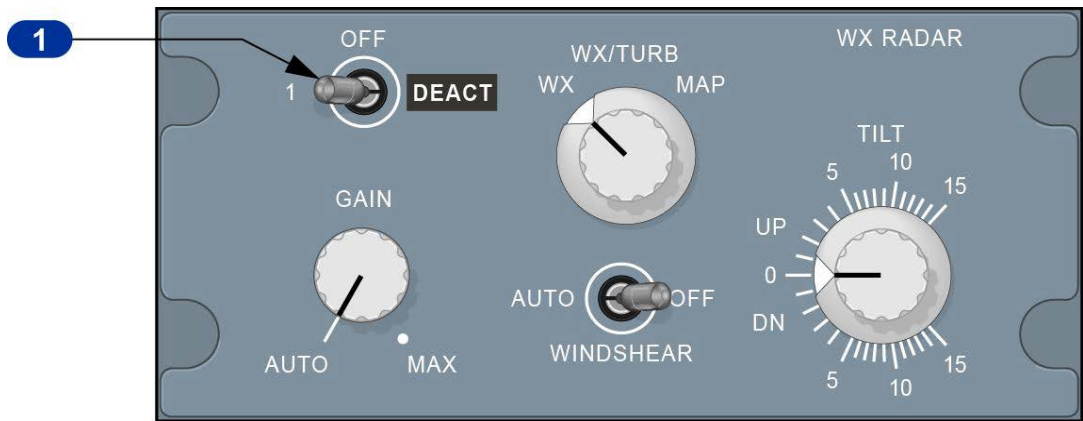 1
OFF
1
DEACT
GAIN
AUTO
MAX
WX/TURB
WX
MAP
AUTO
OFF
WINDSHEAR
WX RADAR
TILT
5
10
15
UP
0
DN
5
10
15